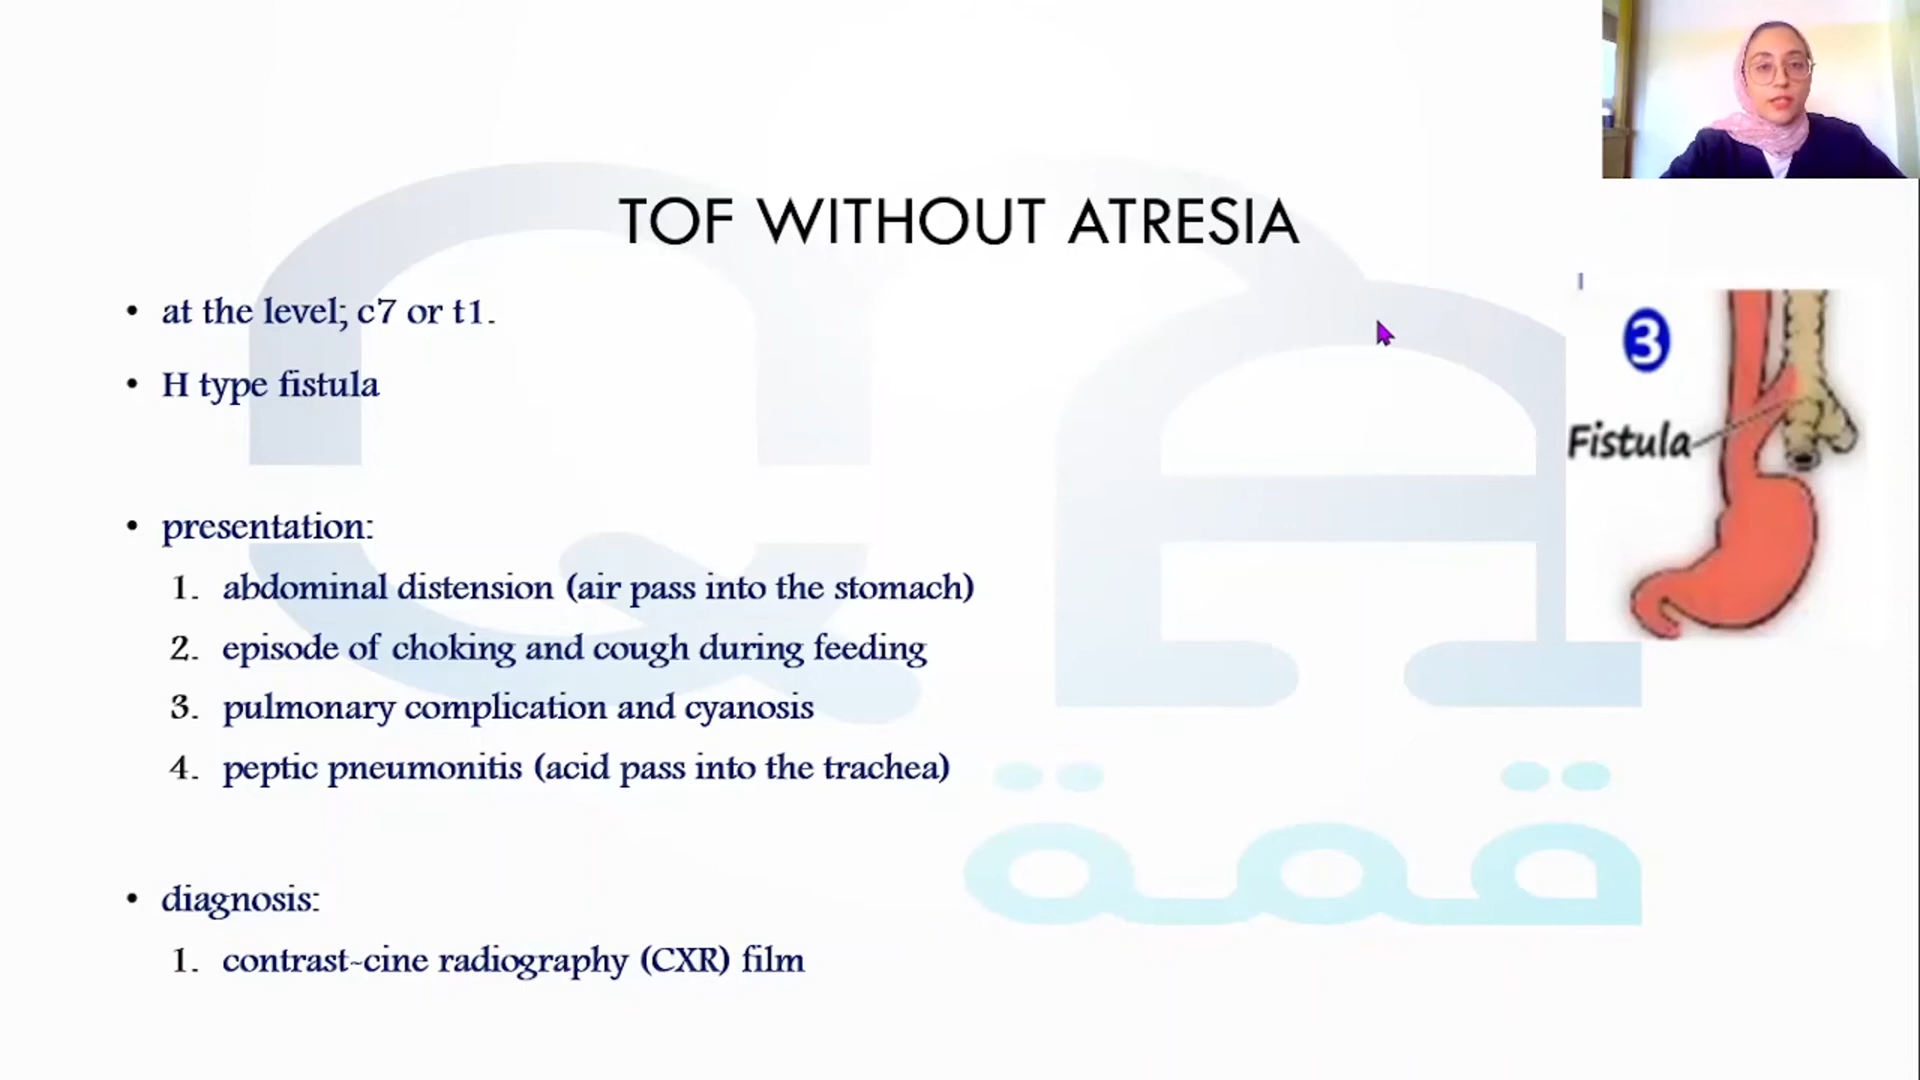 TOF WITHOUT ATRESIA
• at the level; c7 or t1.
• H type fistula
3
Fistula
• presentation:
1. abdominal distension (air pass into the stomach)
2. episode of choking and cough during feeding
3. pulmonary complication and cyanosis
4. peptic pneumonitis (acid pass into the trachea)
قمة
• diagnosis:
1. contrast-cine radiography (CXR) film